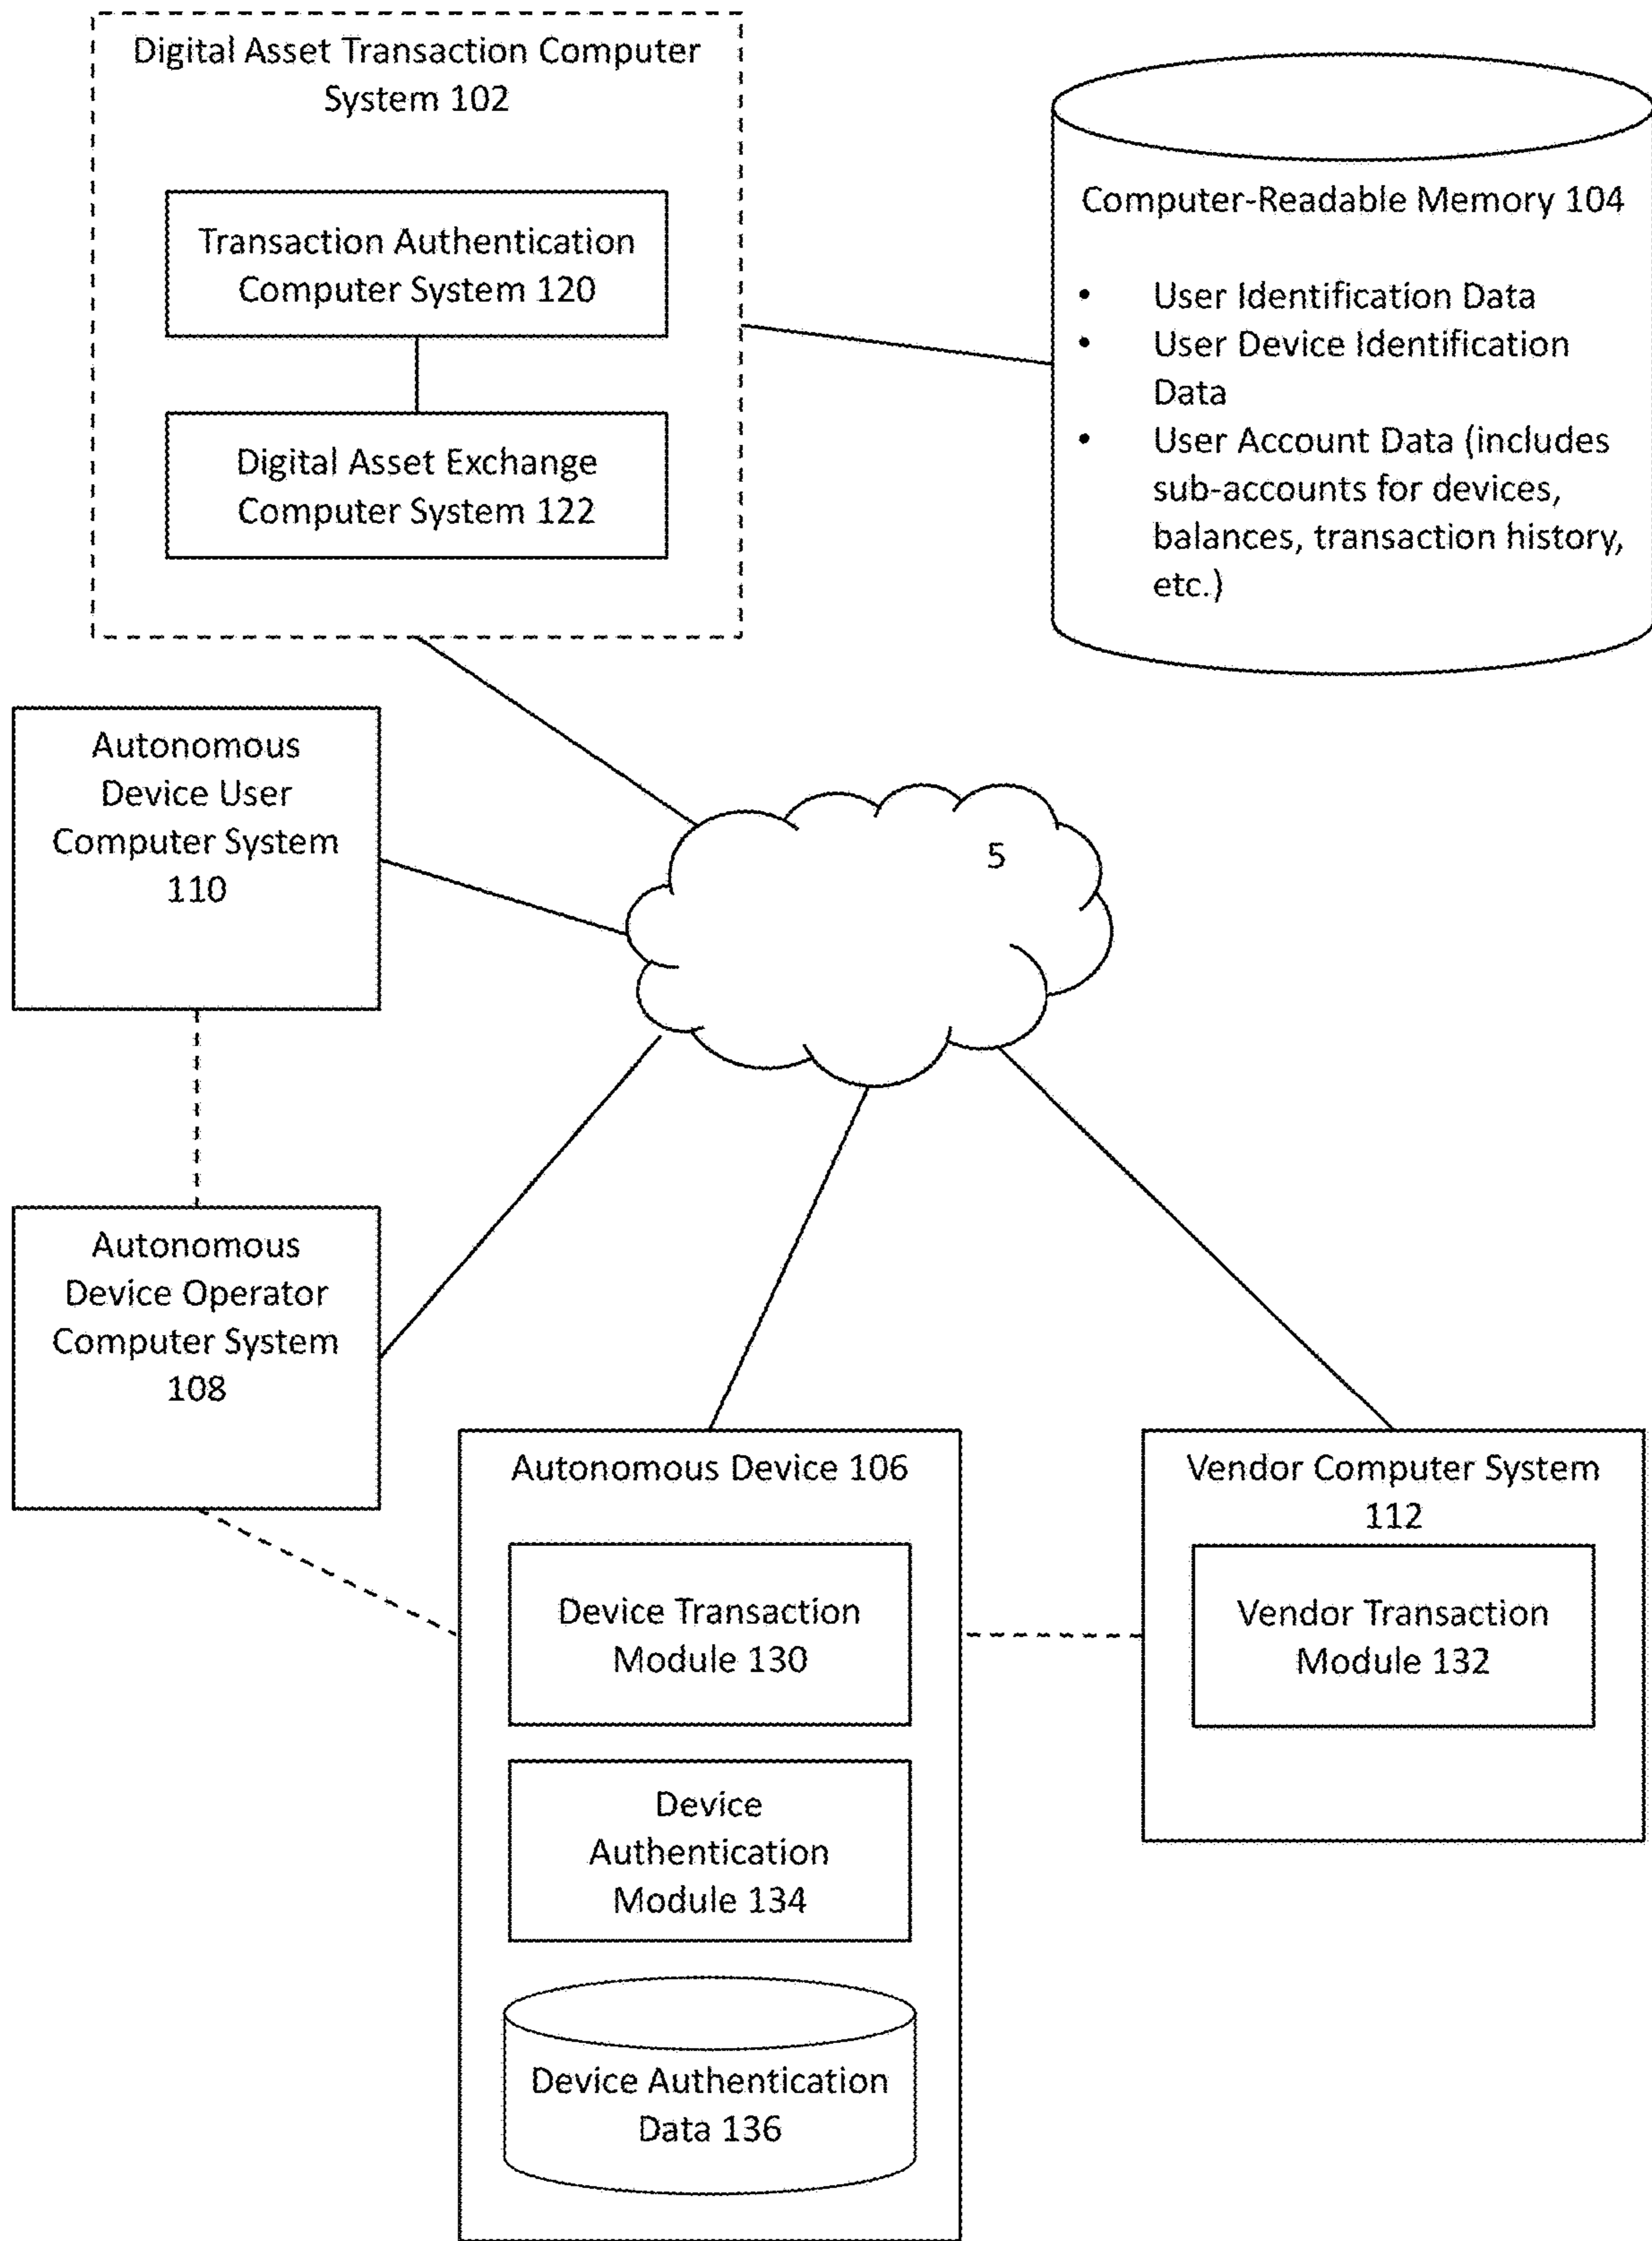 Digital Asset Transaction Computer
System 102
Transaction Authentication
Computer System 120
Digital Asset Exchange
Computer System 122
Computer-Readable Memory 104
• User Identification Data
• User Device Identification
Data
• User Account Data (includes
sub-accounts for devices,
balances, transaction history,
etc.)
Autonomous
Device User
Computer System
110
5
Autonomous
Device Operator
Computer System
108
Autonomous Device 106
Device Transaction
Module 130
Device
Authentication
Module 134
Device Authentication
Data 136
Vendor Computer System
112
Vendor Transaction
Module 132